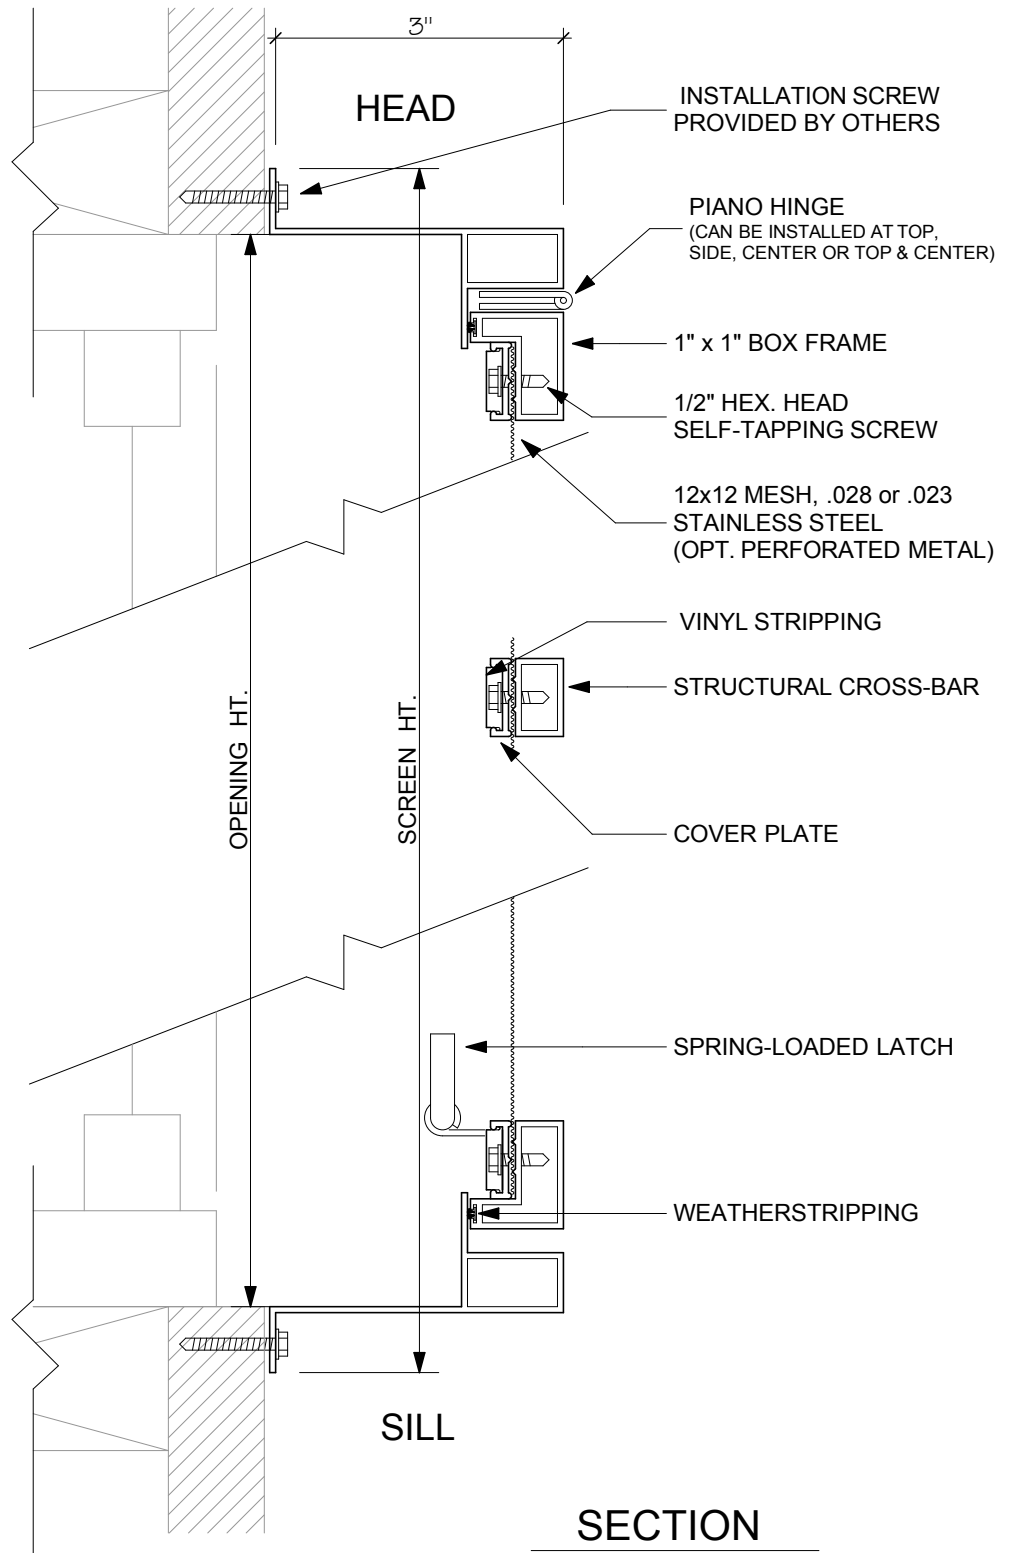 3"
HEAD
INSTALLATION SCREW
PROVIDED BY OTHERS
PIANO HINGE
(CAN BE INSTALLED AT TOP,
SIDE, CENTER OR TOP & CENTER)
1" x 1" BOX FRAME
1/2" HEX. HEAD
SELF-TAPPING SCREW
12x12 MESH, .028 or .023
STAINLESS STEEL
(OPT. PERFORATED METAL)
VINYL STRIPPING
STRUCTURAL CROSS-BAR
OPENING HT.
SCREEN HT.
COVER PLATE
SPRING-LOADED LATCH
WEATHERSTRIPPING
SILL
SECTION